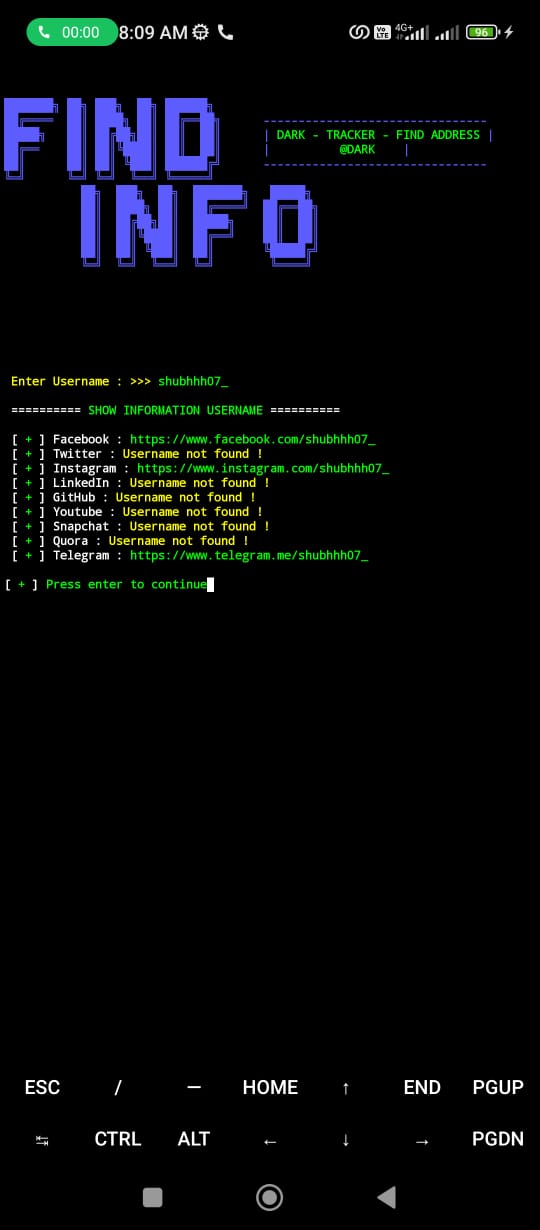 00:00 8:09 AM Vo LTE 4G+ 96
FIND
DARK - TRACKER - FIND ADDRESS
@DARK
INFO
Enter Username : >>> shubhhh07_
========== SHOW INFORMATION USERNAME ==========
[ + ] Facebook : https://www.facebook.com/shubhhh07_
[ + ] Twitter : Username not found !
[ + ] Instagram : https://www.instagram.com/shubhhh07_
[ + ] LinkedIn : Username not found !
[ + ] GitHub : Username not found !
[ + ] Youtube : Username not found !
[ + ] Snapchat : Username not found !
[ + ] Quora : Username not found !
[ + ] Telegram : https://www.telegram.me/shubhhh07_
[ + ] Press enter to continue
ESC / — HOME ↑ END PGUP
↹ CTRL ALT ← ↓ → PGDN